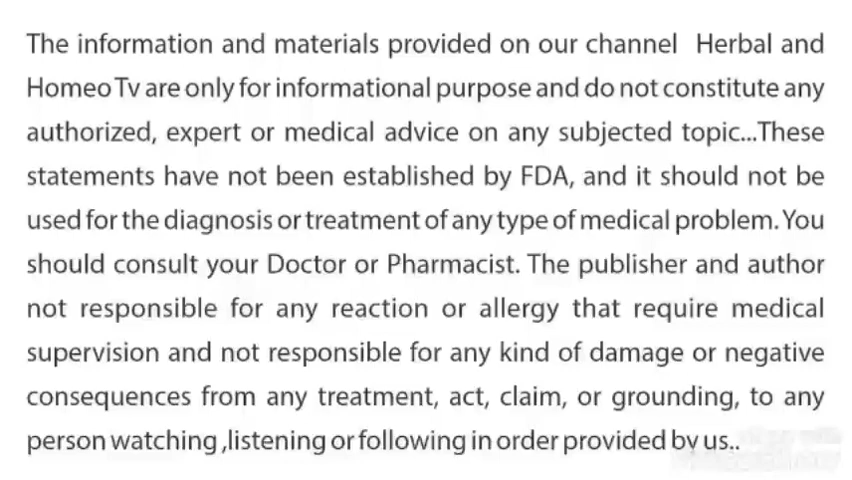 The information and materials provided on our channel Herbal and
Homeo Tv are only for informational purpose and do not constitute any
authorized, expert or medical advice on any subjected topic...These
statements have not been established by FDA, and it should not be
used for the diagnosis or treatment of any type of medical problem. You
should consult your Doctor or Pharmacist. The publisher and author
not responsible for any reaction or allergy that require medical
supervision and not responsible for any kind of damage or negative
consequences from any treatment, act, claim, or grounding, to any
person watching ,listening or following in order provided by us..